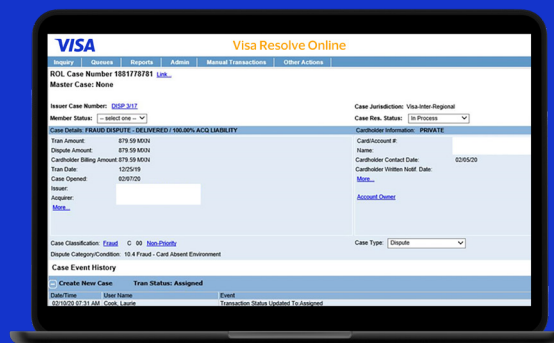 VISA
Visa Resolve Online
Inquiry Queues Reports Admin Manual Transactions Other Actions
ROL Case Number 1881778781 Link...
Master Case: None
Issuer Case Number: DISP 3/17 Case Jurisdiction: Visa-Inter-Regional
Member Status: -- select one -- Case Res. Status: In Process
Case Details: FRAUD DISPUTE - DELIVERED / 100.00% ACQ LIABILITY Cardholder Information: PRIVATE
Tran Amount: 879.59 MXN Card/Account #:
Dispute Amount: 879.59 MXN Name:
Cardholder Billing Amount: 879.59 MXN Cardholder Contact Date: 02/05/20
Tran Date: 12/25/19 Cardholder Written Notif. Date:
Case Opened: 02/07/20 More...
Issuer:
Acquirer: Account Owner
More...
Case Classification: Fraud C 00 Non-Priority Case Type: Dispute
Dispute Category/Condition: 10.4 Fraud - Card Absent Environment
Case Event History
Create New Case Tran Status: Assigned
Date/Time User Name Event
02/10/20 07:31 AM Cook, Laurie Transaction Status Updated To Assigned